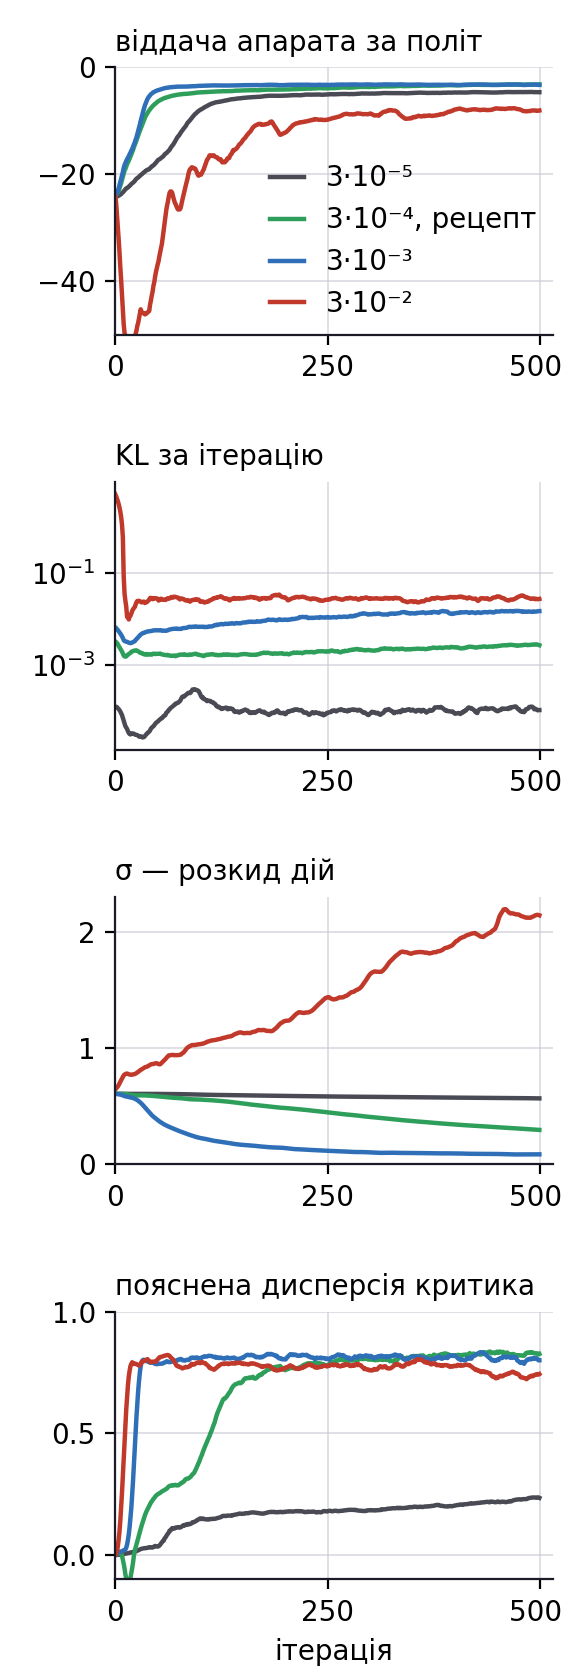 віддача апарата за політ
0
−20
−40
3·10⁻⁵
3·10⁻⁴, рецепт
3·10⁻³
3·10⁻²
0 250 500
KL за ітерацію
10⁻¹
10⁻³
0 250 500
σ — розкид дій
2
1
0
0 250 500
пояснена дисперсія критика
1.0
0.5
0.0
0 250 500
ітерація